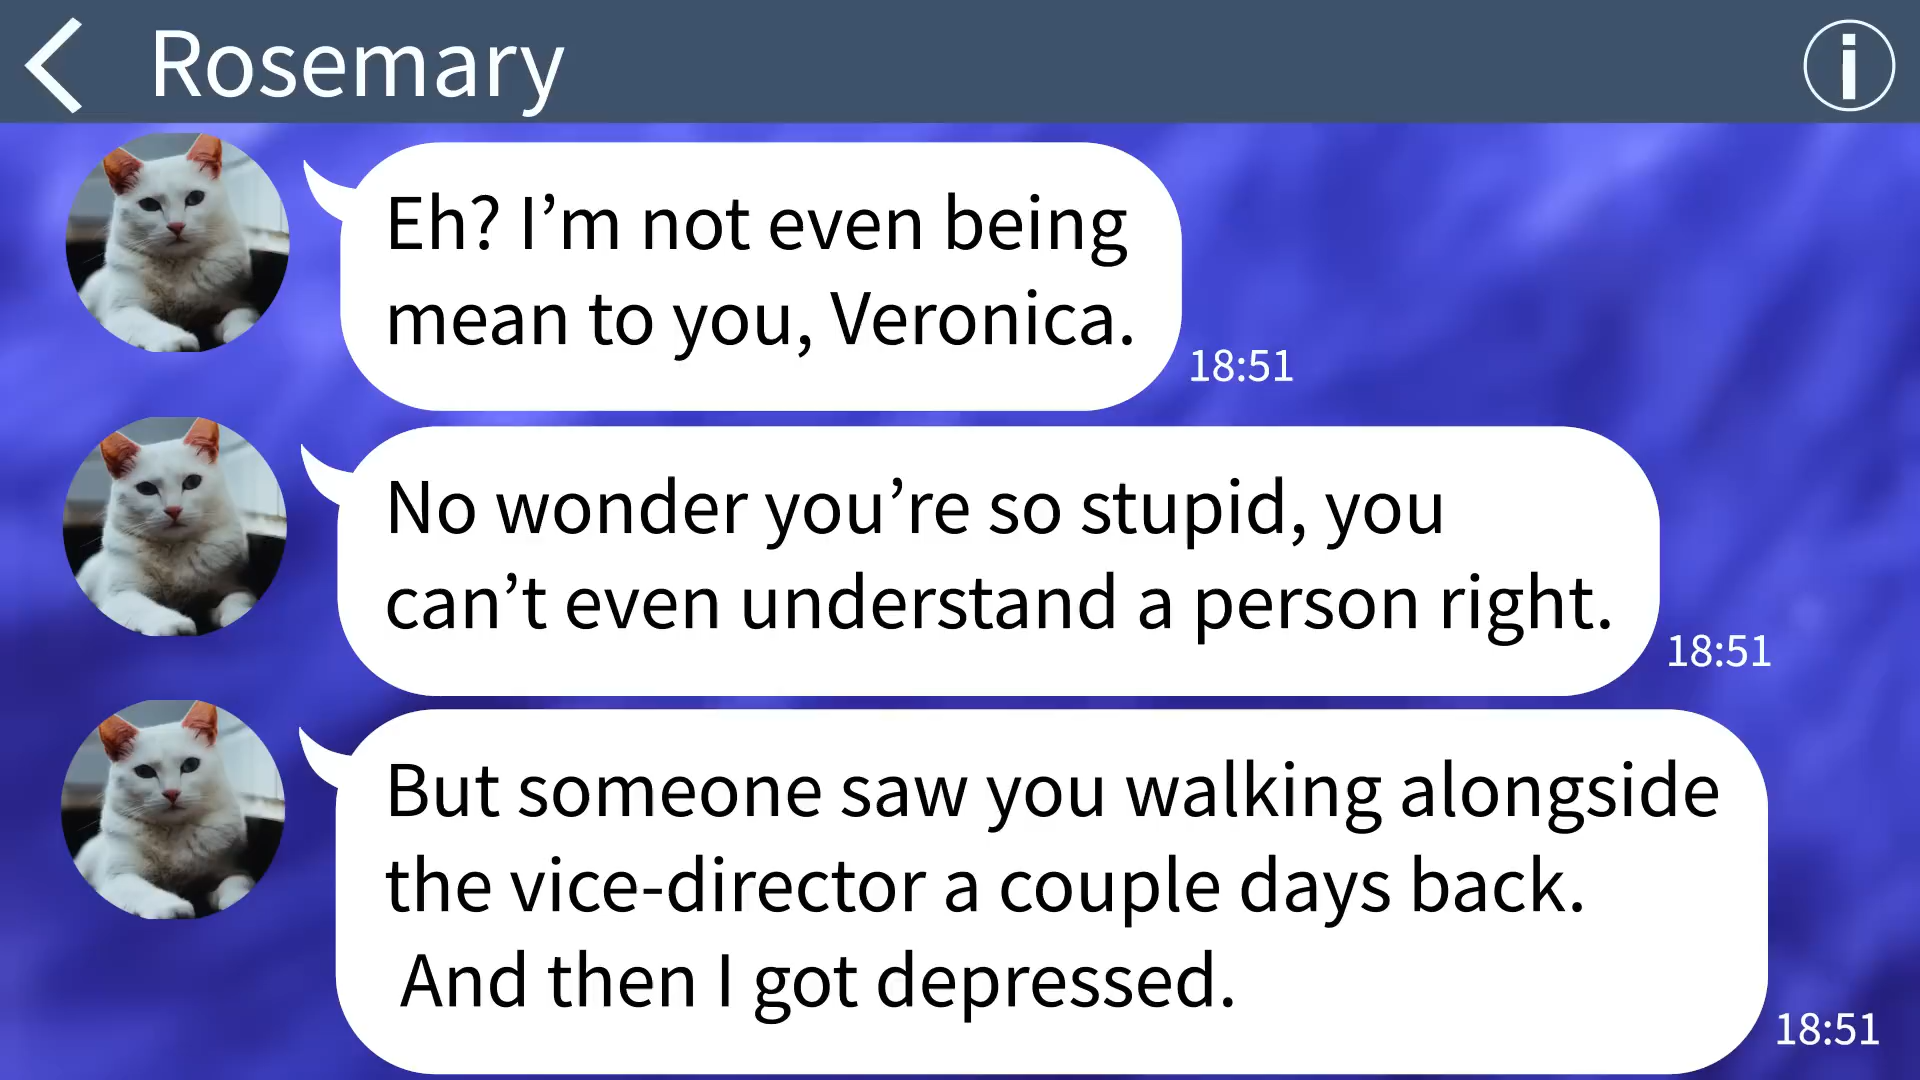 Rosemary
Eh? I’m not even being
mean to you, Veronica.
18:51
No wonder you’re so stupid, you
can’t even understand a person right.
18:51
But someone saw you walking alongside
the vice-director a couple days back.
And then I got depressed.
18:51